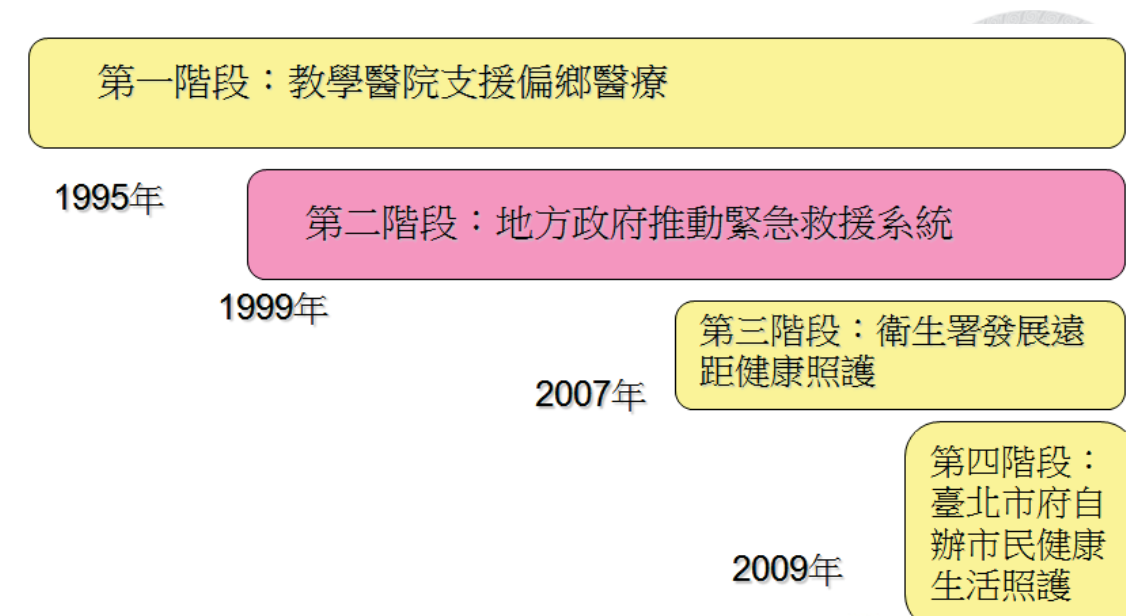 第一階段：教學醫院支援偏鄉醫療
1995年
第二階段：地方政府推動緊急救援系統
1999年
第三階段：衛生署發展遠
距健康照護
2007年
第四階段：
臺北市府自
辦市民健康
生活照護
2009年